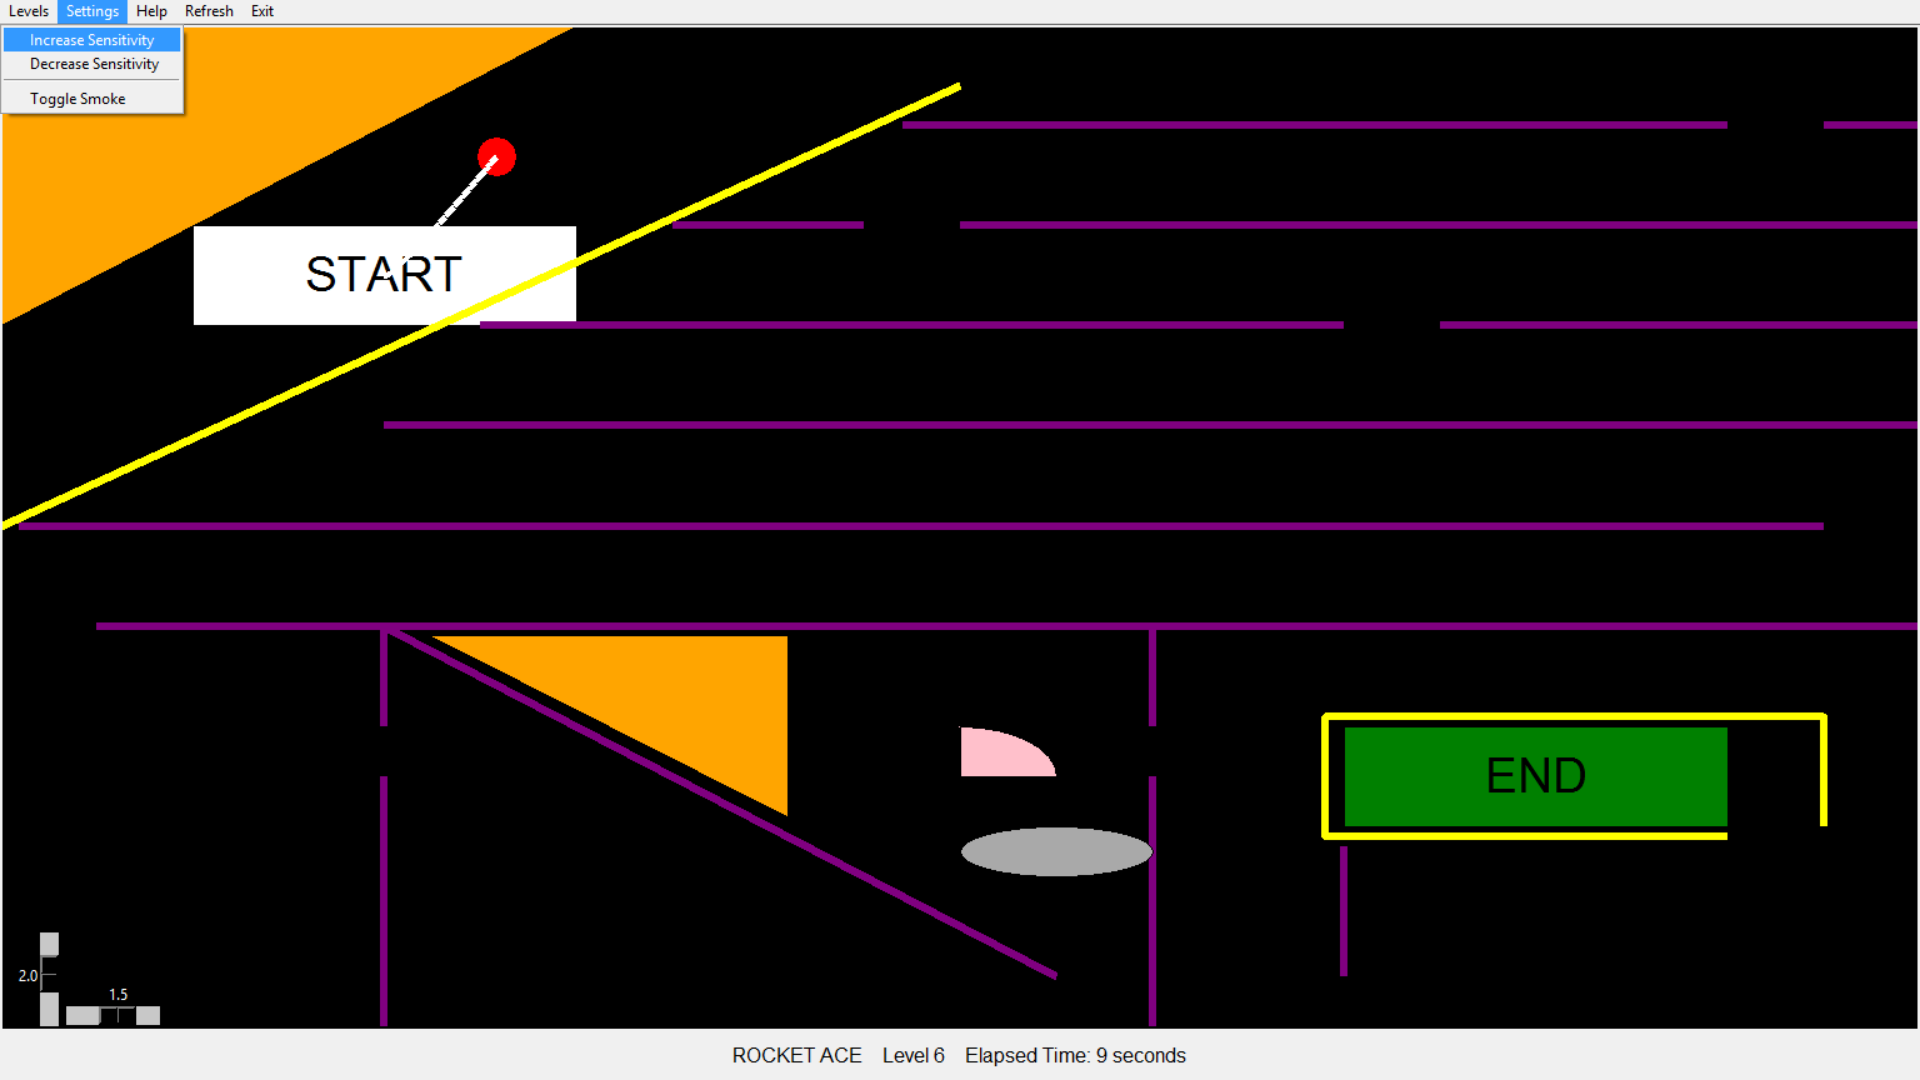 Levels Settings Help Refresh Exit
Increase Sensitivity
Decrease Sensitivity
Toggle Smoke
START
END
2.0
1.5
ROCKET ACE Level 6 Elapsed Time: 9 seconds